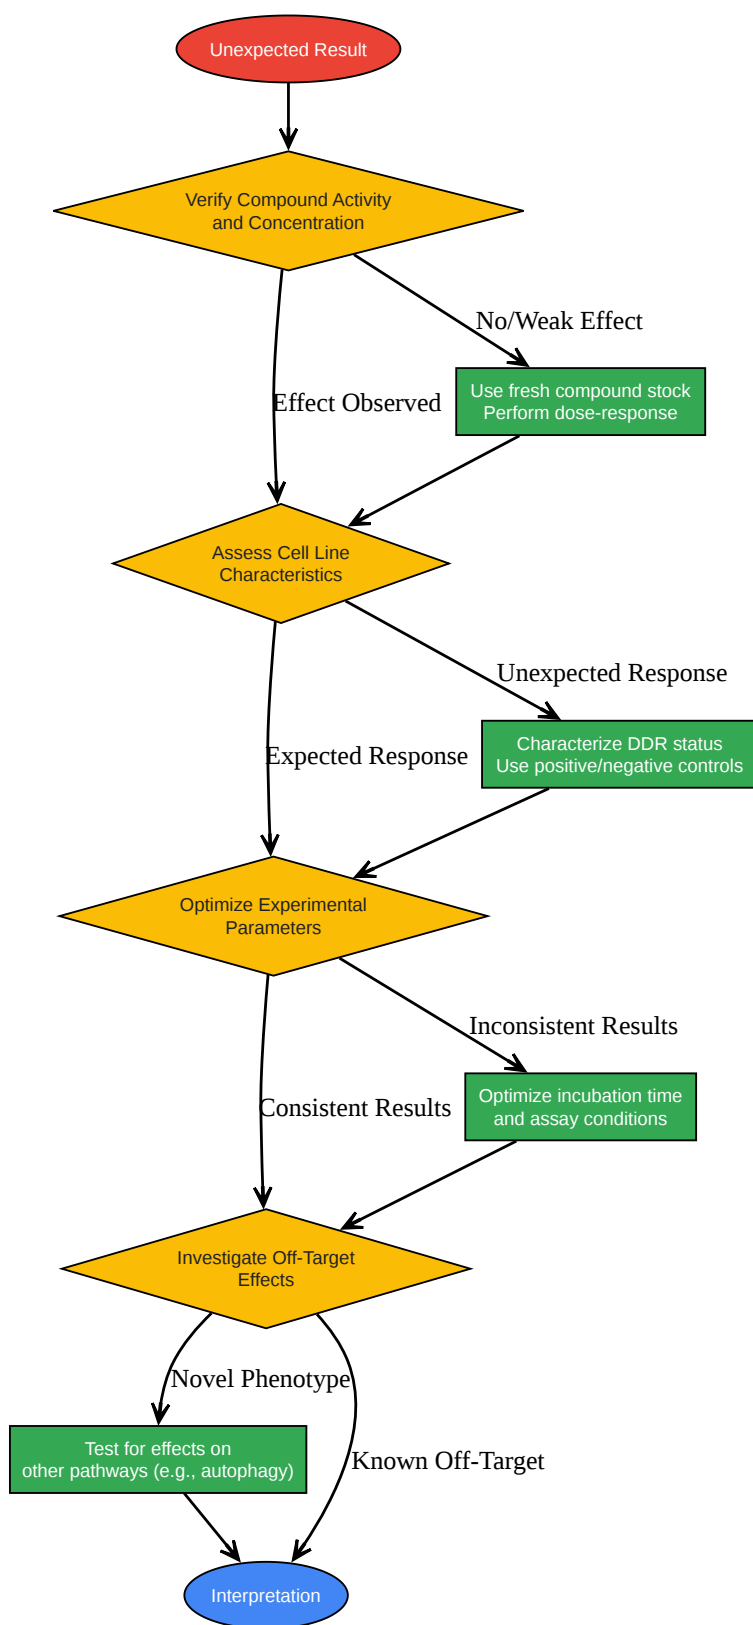 Unexpected Result
Verify Compound Activity
and Concentration
No/Weak Effect
Use fresh compound stock
Perform dose-response
Effect Observed
Assess Cell Line
Characteristics
Unexpected Response
Characterize DDR status
Use positive/negative controls
Expected Response
Optimize Experimental
Parameters
Inconsistent Results
Optimize incubation time
and assay conditions
Consistent Results
Investigate Off-Target
Effects
Novel Phenotype
Test for effects on
other pathways (e.g., autophagy)
Known Off-Target
Interpretation